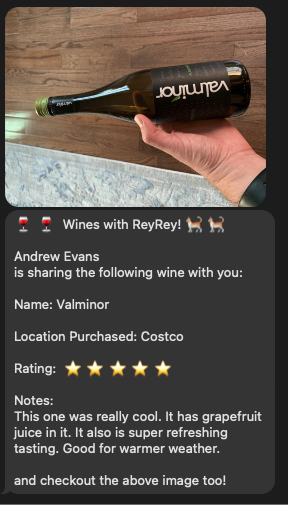 valminor
🍷 🍷 Wines with ReyRey! 🐈 🐈
Andrew Evans
is sharing the following wine with you:
Name: Valminor
Location Purchased: Costco
Rating: ⭐ ⭐ ⭐ ⭐ ⭐
Notes:
This one was really cool. It has grapefruit
juice in it. It also is super refreshing
tasting. Good for warmer weather.
and checkout the above image too!